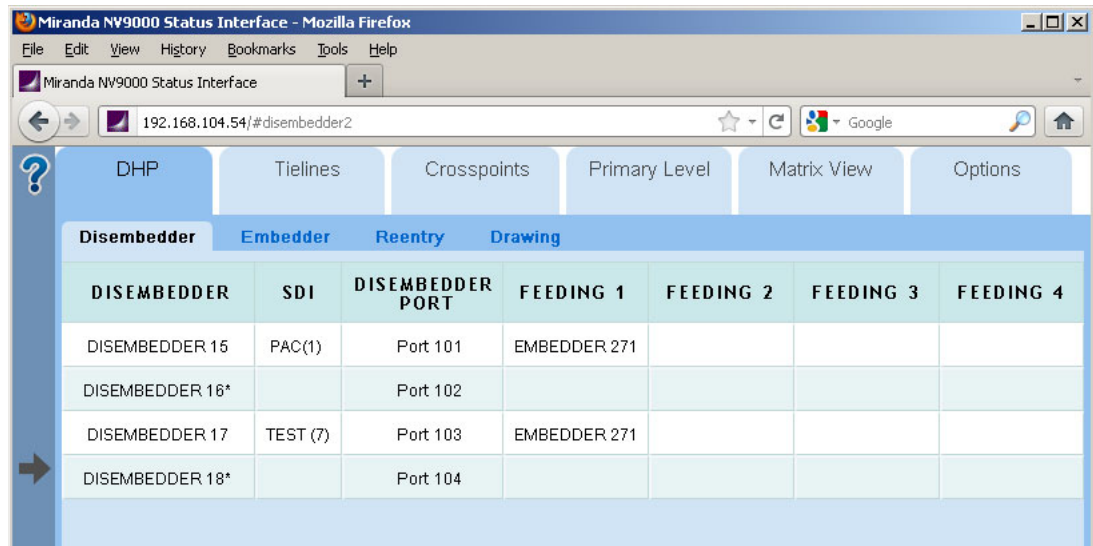 Miranda NV9000 Status Interface - Mozilla Firefox
File Edit View History Bookmarks Tools Help
Miranda NV9000 Status Interface +
192.168.104.54/#disembedder2 Google
? DHP Tielines Crosspoints Primary Level Matrix View Options
Disembedder Embedder Reentry Drawing
DISEMBEDDER SDI DISEMBEDDER PORT FEEDING 1 FEEDING 2 FEEDING 3 FEEDING 4
DISEMBEDDER 15 PAC(1) Port 101 EMBEDDER 271
DISEMBEDDER 16* Port 102
DISEMBEDDER 17 TEST (7) Port 103 EMBEDDER 271
DISEMBEDDER 18* Port 104